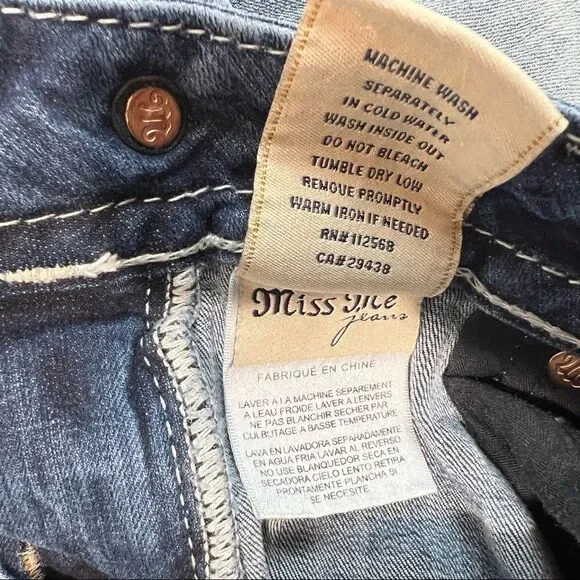 MACHINE WASH
SEPARATELY
IN COLD WATER
WASH INSIDE OUT
DO NOT BLEACH
TUMBLE DRY LOW
REMOVE PROMPTLY
WARM IRON IF NEEDED
RN# 112568
CA# 29438
Miss Me
jeans
FABRIQUÉ EN CHINE
LAVER A LA MACHINE SEPAREMENT
A LEAU FROIDE LAVER A LENVERS
NE PAS BLANCHIR SECHER PAR
CULBUTAGE A BASSE TEMPERATURE
LAVA EN LAVADORA SEPARADAMENTE
EN AGUA FRIA LAVAR AL REVERSO
NO USE BLANQUEDOR SECA EN
SECADORA CIELO LENTO RETIRA
PRONTAMENTE PLANCHA SI
SE NECESITE